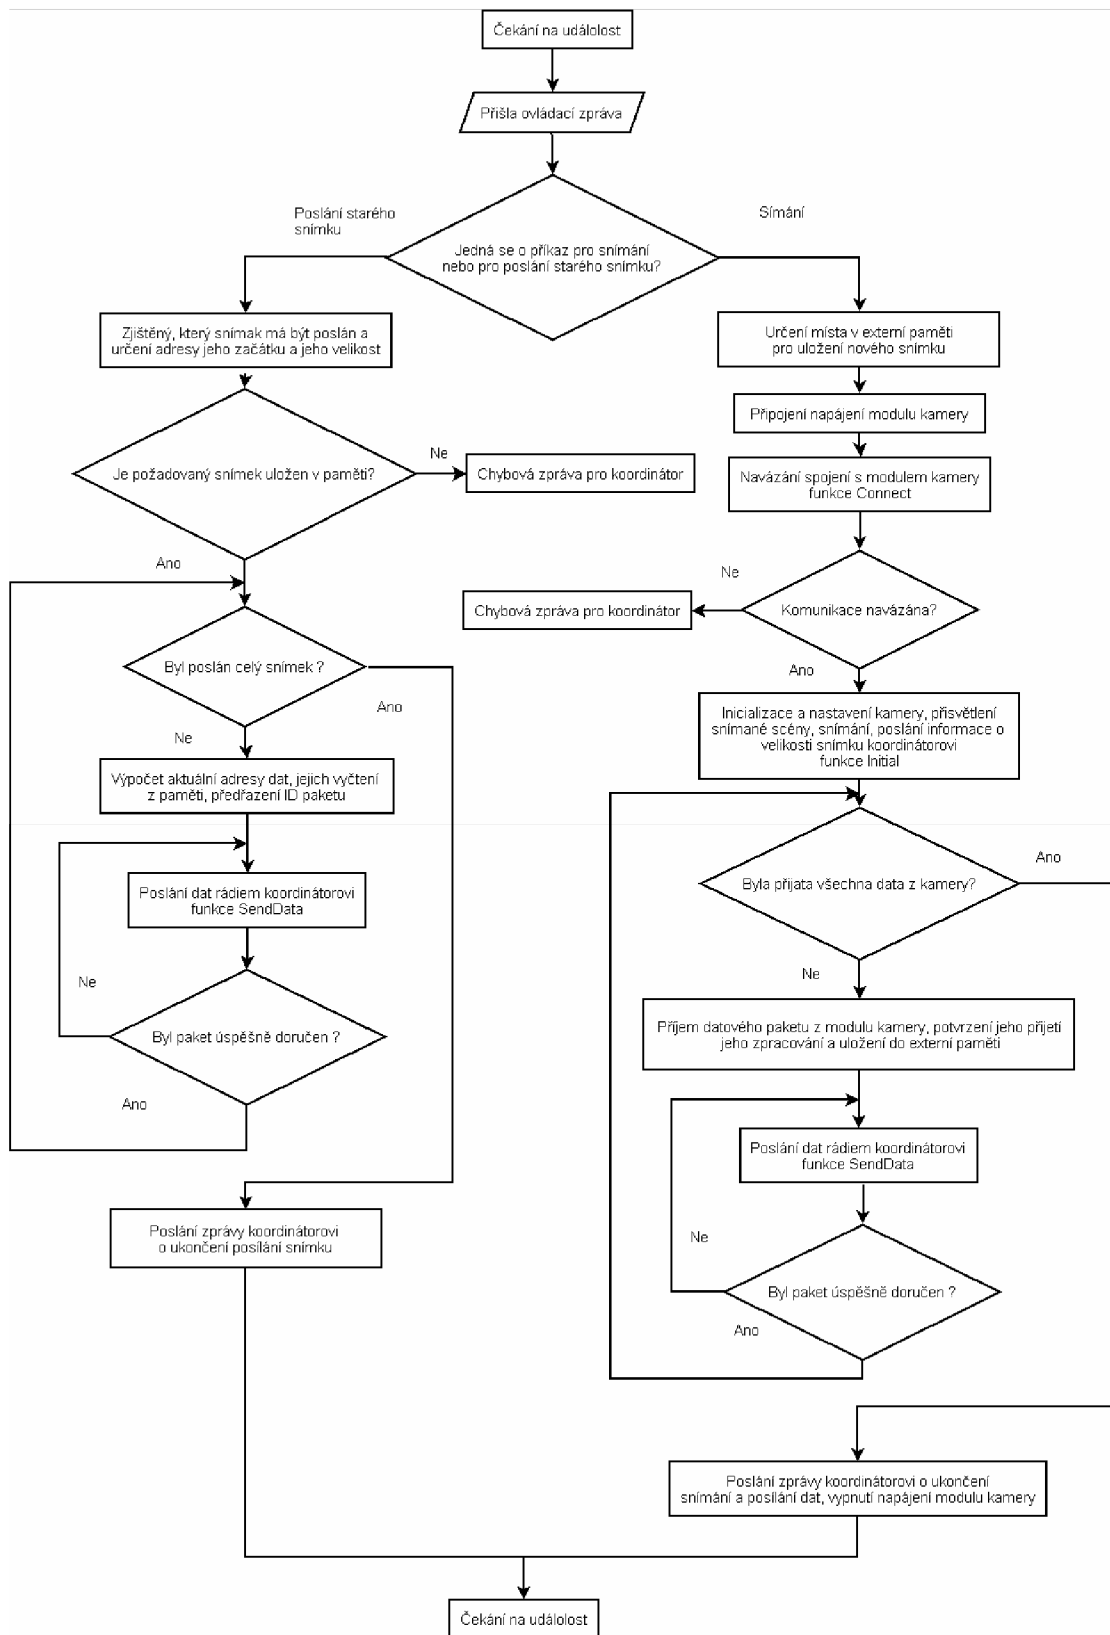 Čekání na událolost
Přišla ovládací zpráva
Poslání starého
snímku
Símání
Jedná se o příkaz pro snímání
nebo pro poslání starého snímku?
Zjištěný, který snímak má být poslán a
určení adresy jeho začátku a jeho velikost
Určení místa v externí paměti
pro uložení nového snímku
Připojení napájení modulu kamery
Je požadovaný snímek uložen v paměti?
Ne
Chybová zpráva pro koordinátor
Navázání spojení s modulem kamery
funkce Connect
Ano
Ne
Chybová zpráva pro koordinátor
Komunikace navázána?
Byl poslán celý snímek ?
Ano
Ano
Ne
Inicializace a nastavení kamery, přisvětlení
snímané scény, snímání, poslání informace o
velikosti snímku koordinátorovi
funkce Initial
Výpočet aktuální adresy dat, jejich vyčtení
z paměti, předřazení ID paketu
Poslání dat rádiem koordinátorovi
funkce SendData
Byla přijata všechna data z kamery?
Ano
Ne
Ne
Byl paket úspěšně doručen ?
Ano
Příjem datového paketu z modulu kamery, potvrzení jeho přijetí
jeho zpracování a uložení do externí paměti
Poslání dat rádiem koordinátorovi
funkce SendData
Poslání zprávy koordinátorovi
o ukončení posílání snímku
Ne
Byl paket úspěšně doručen ?
Ano
Poslání zprávy koordinátorovi o ukončení
snímání a posílání dat, vypnutí napájení modulu kamery
Čekání na událolost